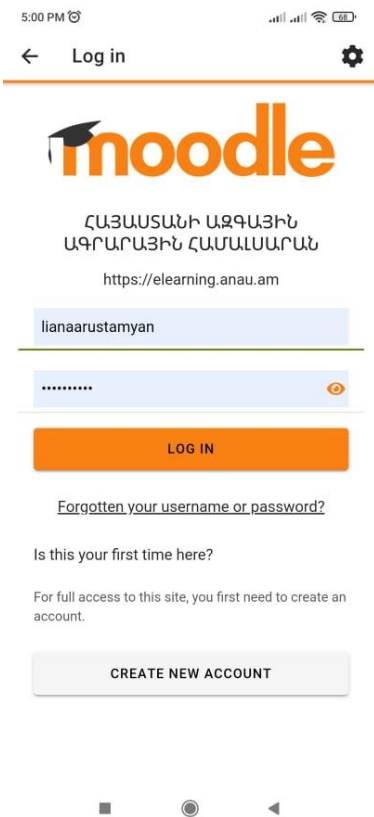 5:00 PM
68
Log in
moodle
ՀԱՅԱՍՏԱՆԻ ԱԶԳԱՅԻՆ
ԱԳՐԱՐԱՅԻՆ ՀԱՄԱԼՍԱՐԱՆ
https://elearning.anau.am
lianaarustamyan
••••••••••
LOG IN
Forgotten your username or password?
Is this your first time here?
For full access to this site, you first need to create an
account.
CREATE NEW ACCOUNT